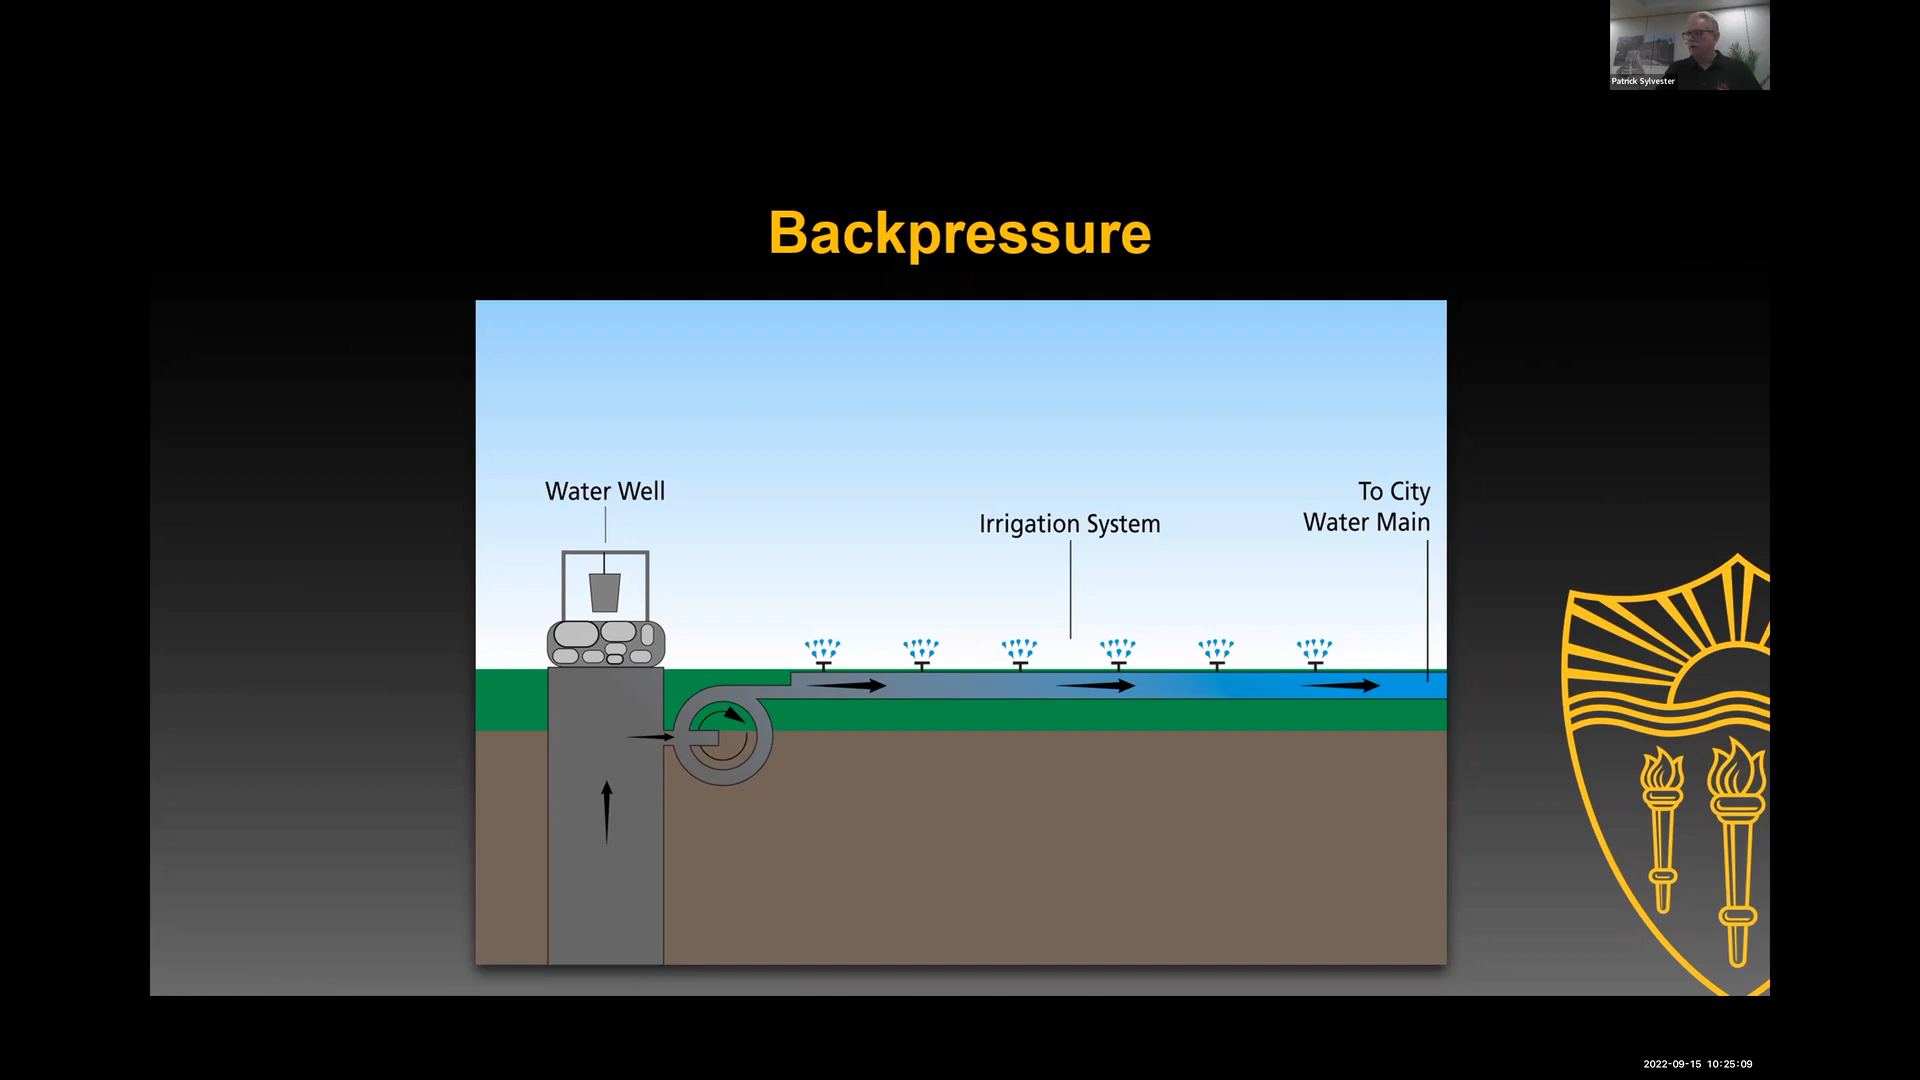 Patrick Sylvester
Backpressure
Water Well
Irrigation System
To City
Water Main
2022-09-15 10:25:09